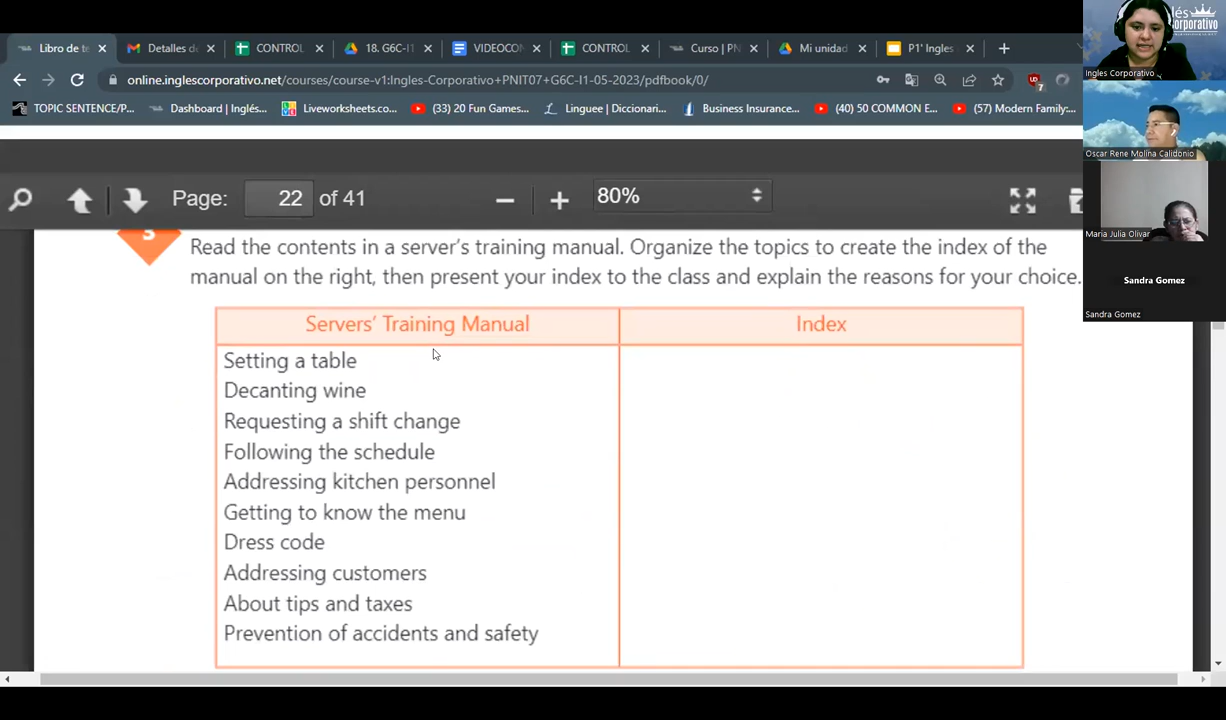 Libro de te
Detalles de
CONTROL
18. G6C-I1
VIDEOCON
CONTROL
Curso | PN
Mi unidad
P1' Ingles
online.inglescorporativo.net/courses/course-v1:Ingles-Corporativo+PNIT07+G6C-I1-05-2023/pdfbook/0/
TOPIC SENTENCE/P...
Dashboard | Inglés...
Liveworksheets.co...
(33) 20 Fun Games...
Linguee | Diccionari...
Business Insurance...
(40) 50 COMMON E...
(57) Modern Family:...
Page: 22 of 41
80%
3
Read the contents in a server's training manual. Organize the topics to create the index of the
manual on the right, then present your index to the class and explain the reasons for your choice.
Servers' Training Manual
Index
Setting a table
Decanting wine
Requesting a shift change
Following the schedule
Addressing kitchen personnel
Getting to know the menu
Dress code
Addressing customers
About tips and taxes
Prevention of accidents and safety
Ingles Corporativo
Oscar Rene Molina Calidonio
Maria Julia Olivar
Sandra Gomez
Sandra Gomez